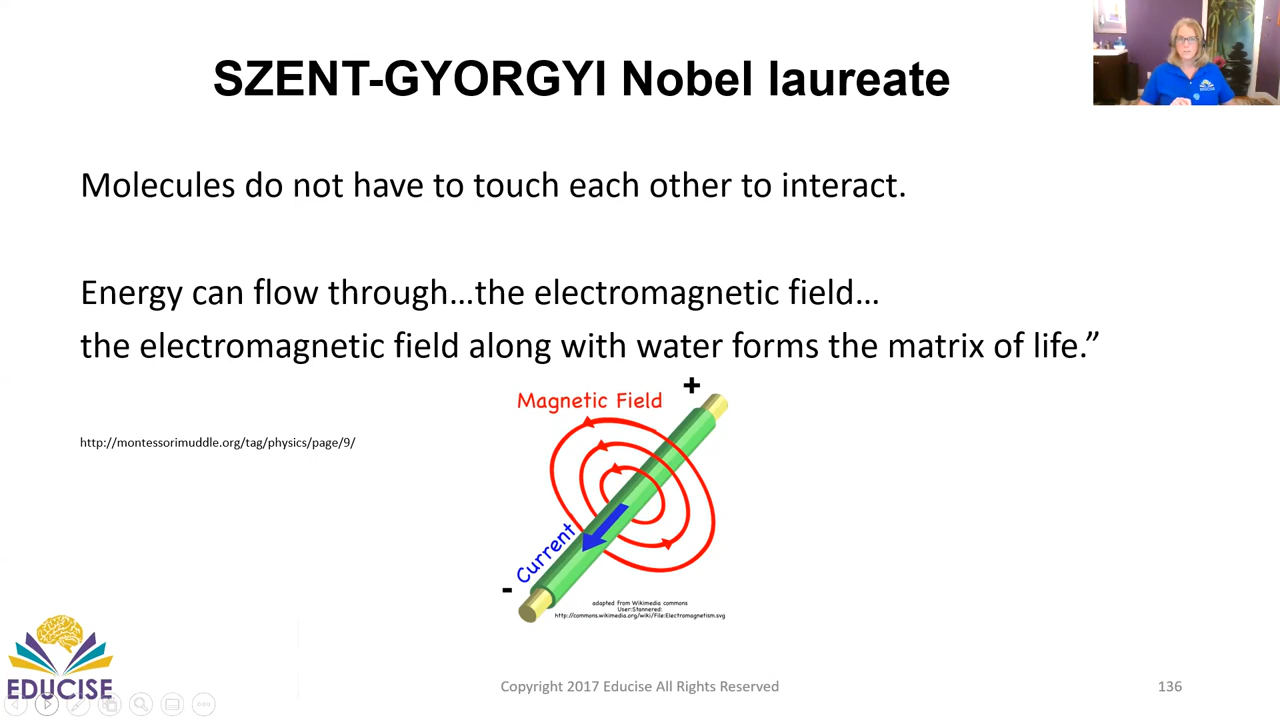 SZENT-GYORGYI Nobel laureate
Molecules do not have to touch each other to interact.
Energy can flow through…the electromagnetic field…
the electromagnetic field along with water forms the matrix of life.”
+
Magnetic Field
http://montessorimuddle.org/tag/physics/page/9/
Current
-
adapted from Wikimedia commons
User:Stannered:
http://commons.wikimedia.org/wiki/File:Electromagnetism.svg
EDUCISE
Copyright 2017 Educise All Rights Reserved
136